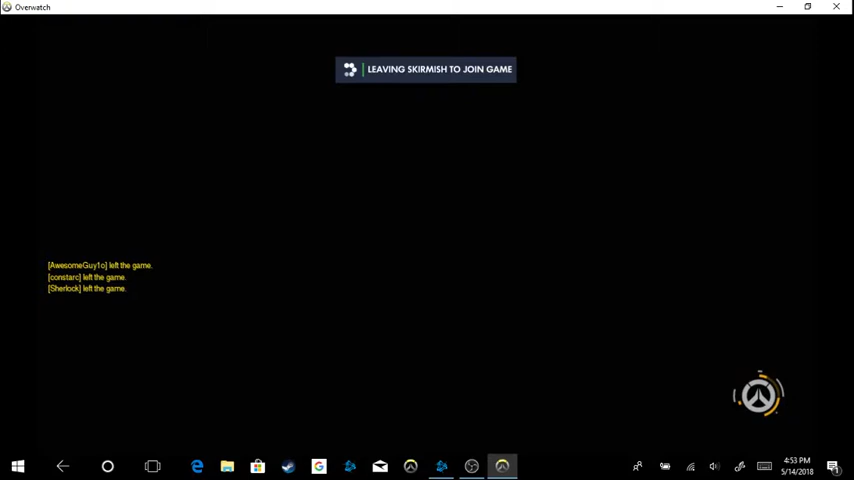 Overwatch
LEAVING SKIRMISH TO JOIN GAME
[AwesomeGuy1o] left the game.
[constarc] left the game.
[Sherlock] left the game.
4:53 PM
5/14/2018